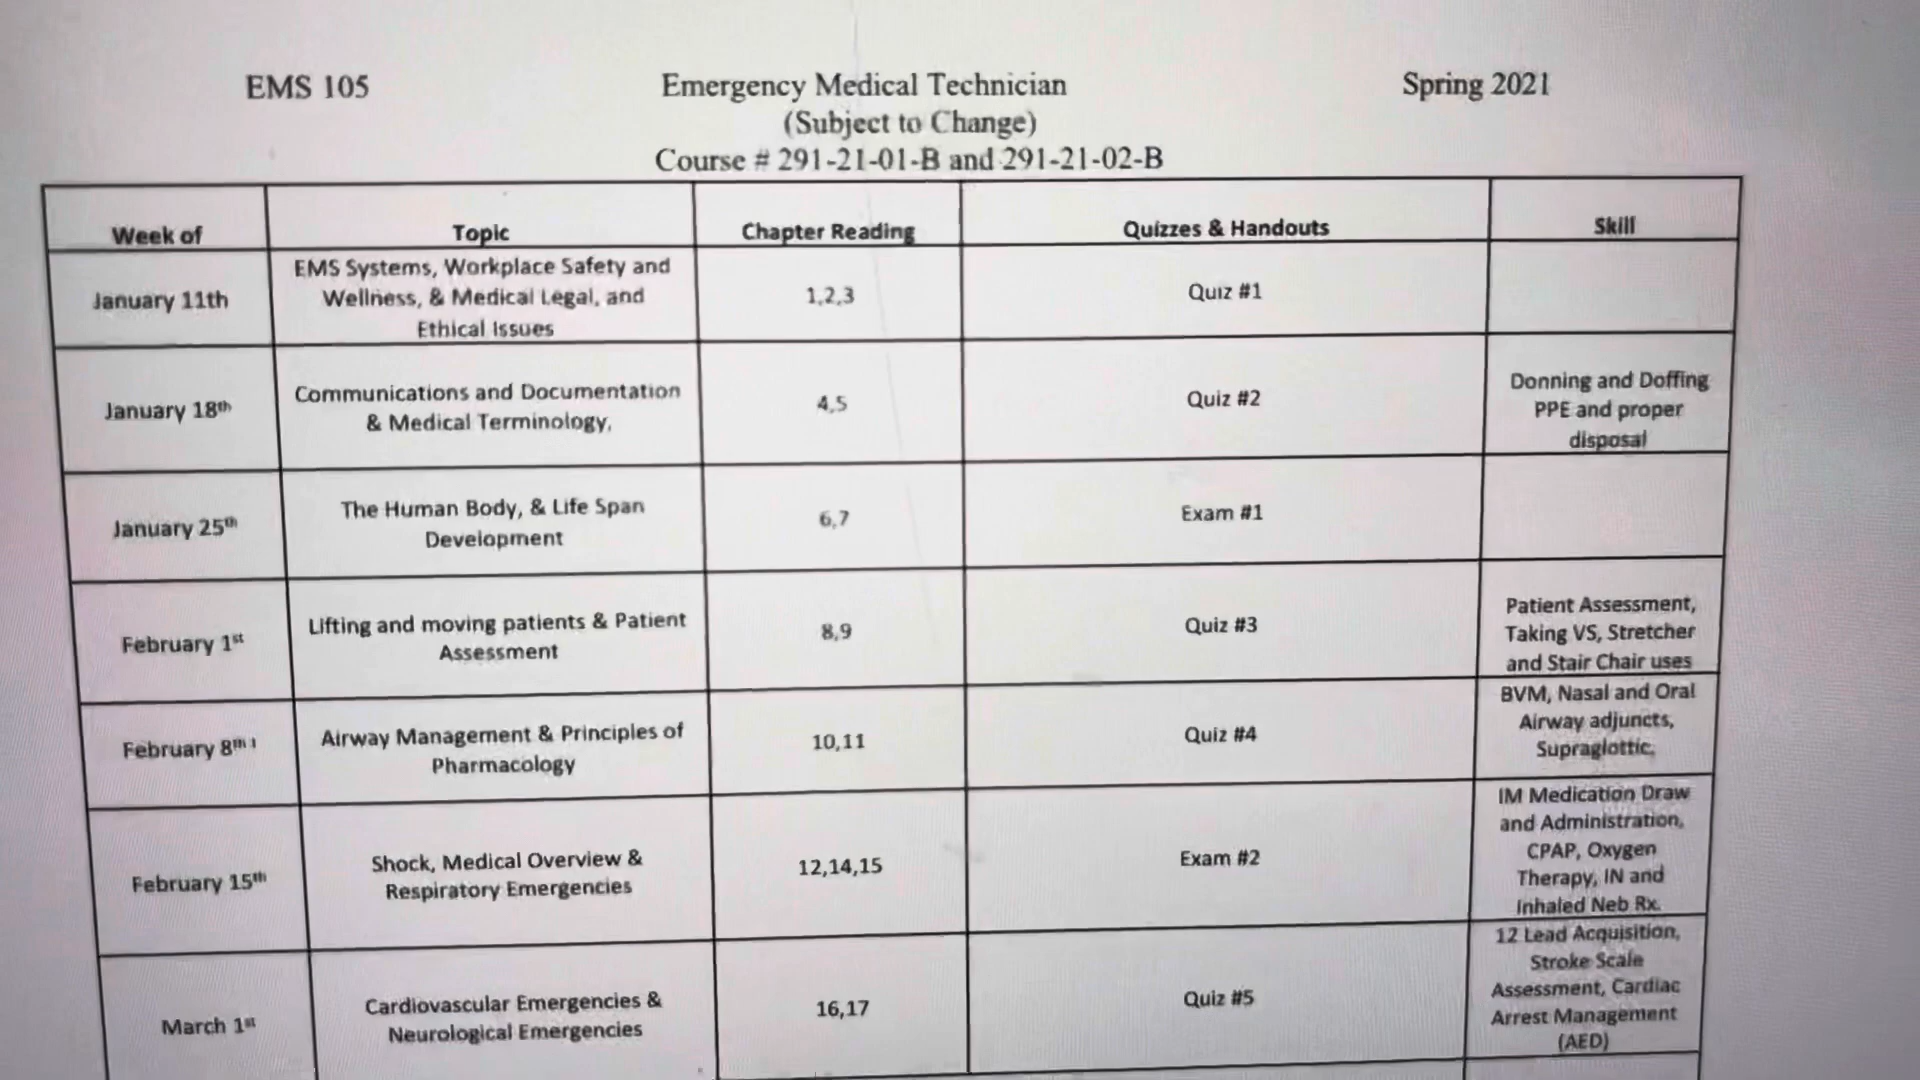 EMS 105
Emergency Medical Technician
Spring 2021
(Subject to Change)
Course # 291-21-01-B and 291-21-02-B
Week of
Topic
Chapter Reading
Quizzes & Handouts
Skill
January 11th
EMS Systems, Workplace Safety and
Wellness, & Medical Legal, and
Ethical Issues
1,2,3
Quiz #1
January 18th
Communications and Documentation
& Medical Terminology,
4,5
Quiz #2
Donning and Doffing
PPE and proper
disposal
January 25th
The Human Body, & Life Span
Development
6,7
Exam #1
February 1st
Lifting and moving patients & Patient
Assessment
8,9
Quiz #3
Patient Assessment,
Taking VS, Stretcher
and Stair Chair uses
February 8th
Airway Management & Principles of
Pharmacology
10,11
Quiz #4
BVM, Nasal and Oral
Airway adjuncts,
Supraglottic,
February 15th
Shock, Medical Overview &
Respiratory Emergencies
12,14,15
Exam #2
IM Medication Draw
and Administration,
CPAP, Oxygen
Therapy, IN and
Inhaled Neb Rx.
March 1st
Cardiovascular Emergencies &
Neurological Emergencies
16,17
Quiz #5
12 Lead Acquisition,
Stroke Scale
Assessment, Cardiac
Arrest Management
(AED)